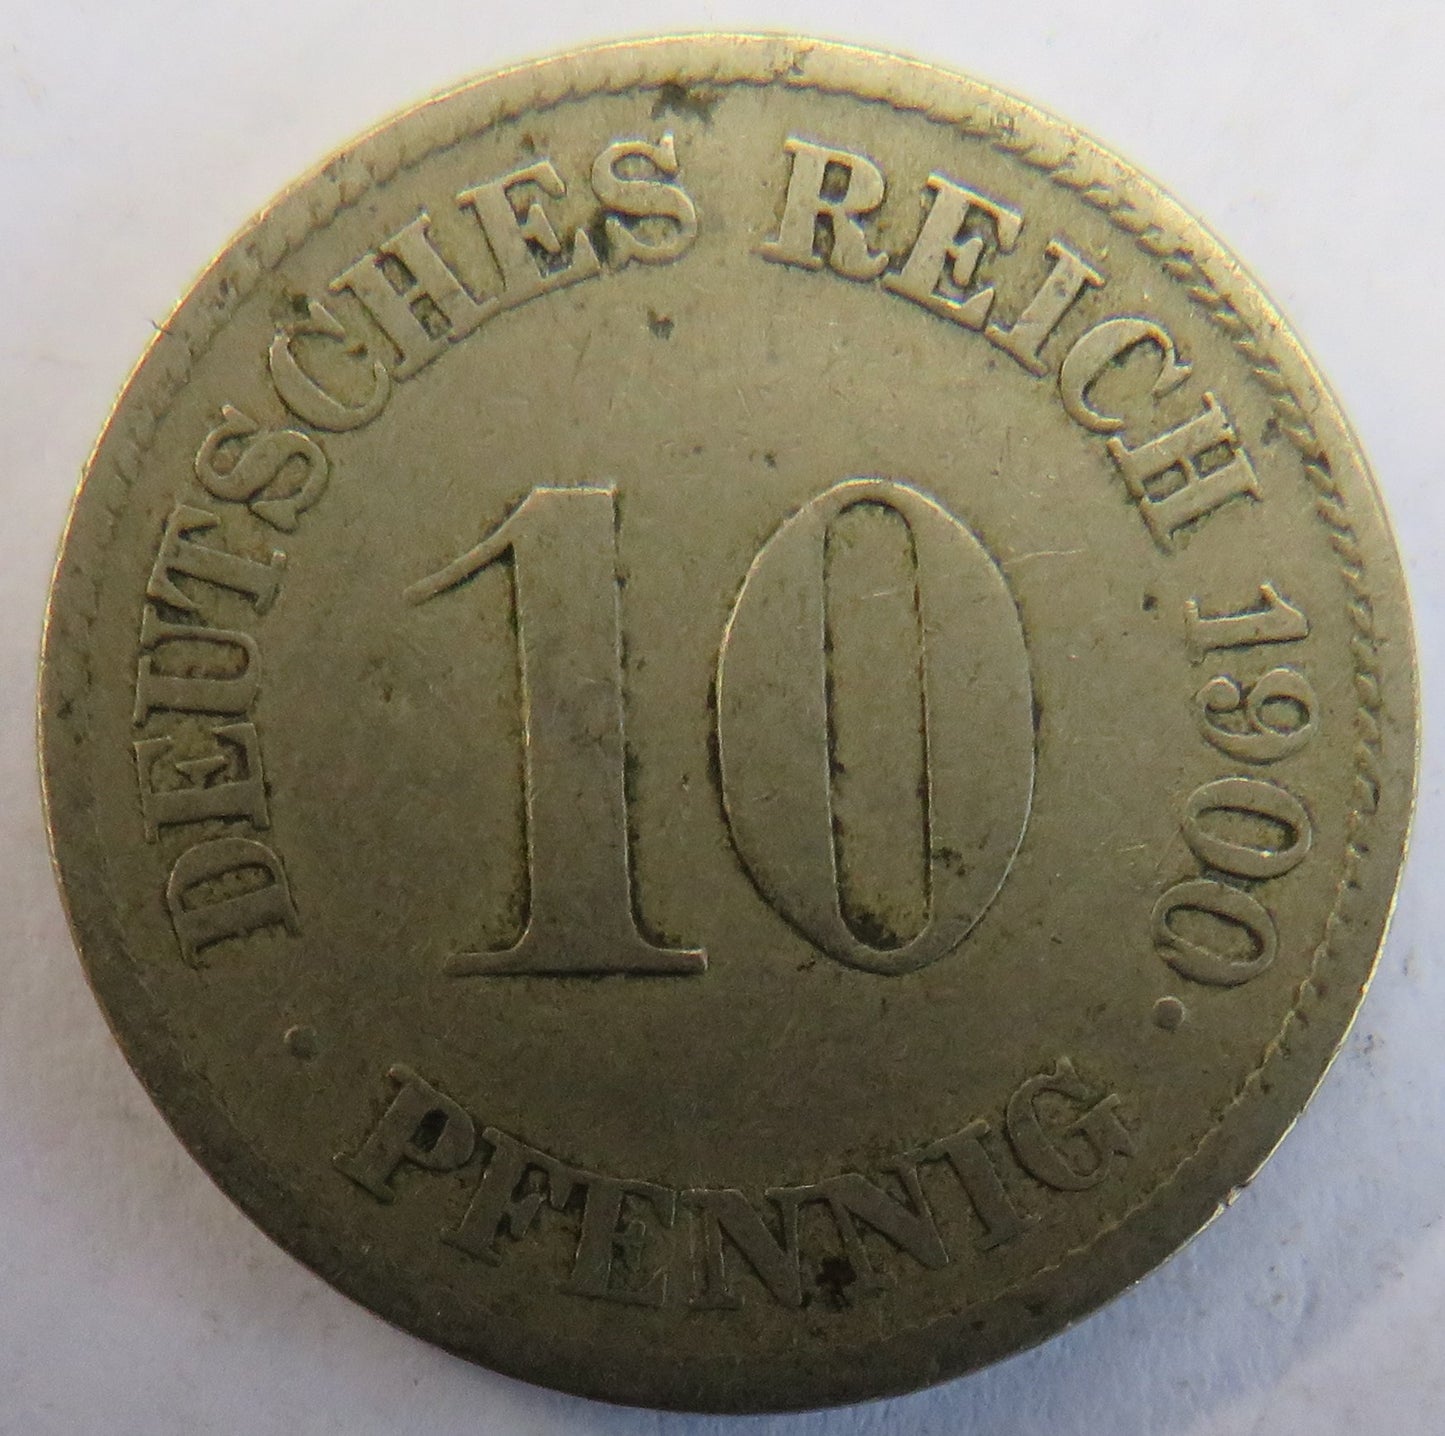 DEUTSCHES REICH 1900.
10
. PFENNIG